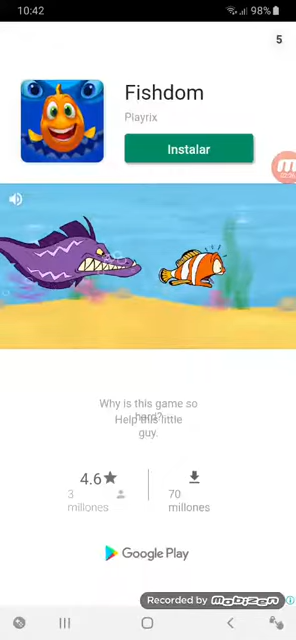 10:42
98%
5
Fishdom
Playrix
Instalar
Why is this game so
hard?
Help this little
guy.
4.6★
3
millones
70
millones
Google Play
Recorded by
MOBIZEN